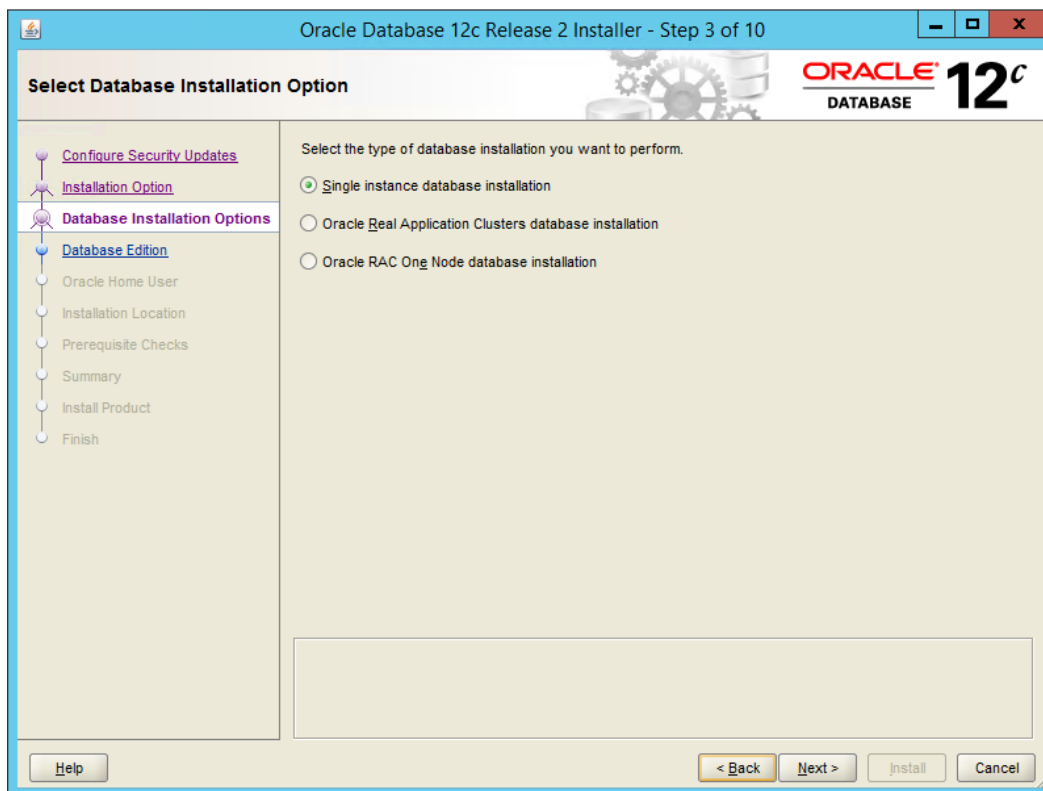 Oracle Database 12c Release 2 Installer - Step 3 of 10
Select Database Installation Option
ORACLE
DATABASE
12c
Configure Security Updates
Installation Option
Database Installation Options
Database Edition
Oracle Home User
Installation Location
Prerequisite Checks
Summary
Install Product
Finish
Select the type of database installation you want to perform.
Single instance database installation
Oracle Real Application Clusters database installation
Oracle RAC One Node database installation
Help
< Back
Next >
Install
Cancel